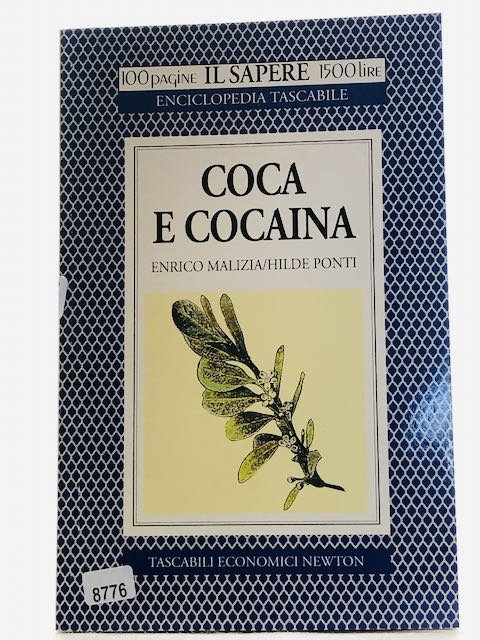 100 pagine IL SAPERE 1500 lire
ENCICLOPEDIA TASCABILE
COCA
E COCAINA
ENRICO MALIZIA/HILDE PONTI
TASCABILI ECONOMICI NEWTON
8776